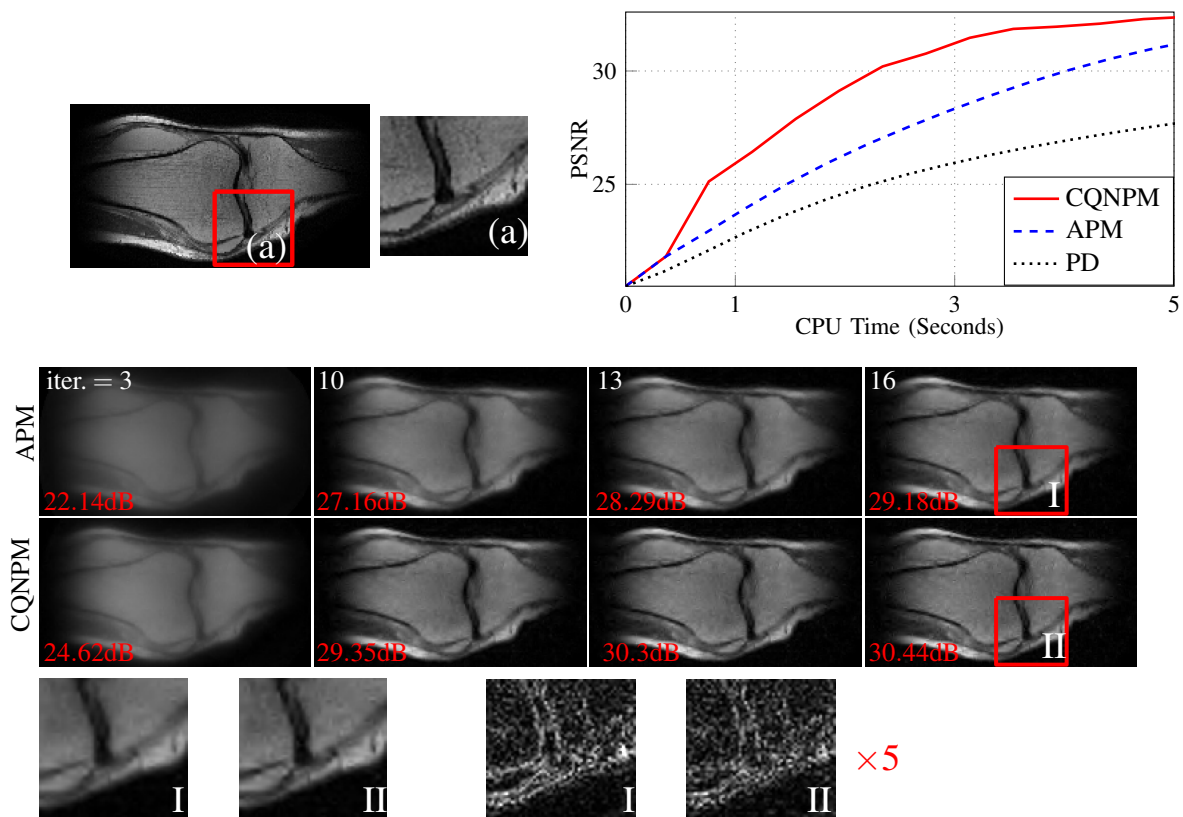 (a)
(a)
PSNR
30
25
CQNPM
APM
PD
0 1 3 5
CPU Time (Seconds)
APM
iter. = 3 10 13 16
22.14dB 27.16dB 28.29dB 29.18dB
I
CQNPM
24.62dB 29.35dB 30.3dB 30.44dB
II
I II I II
×5